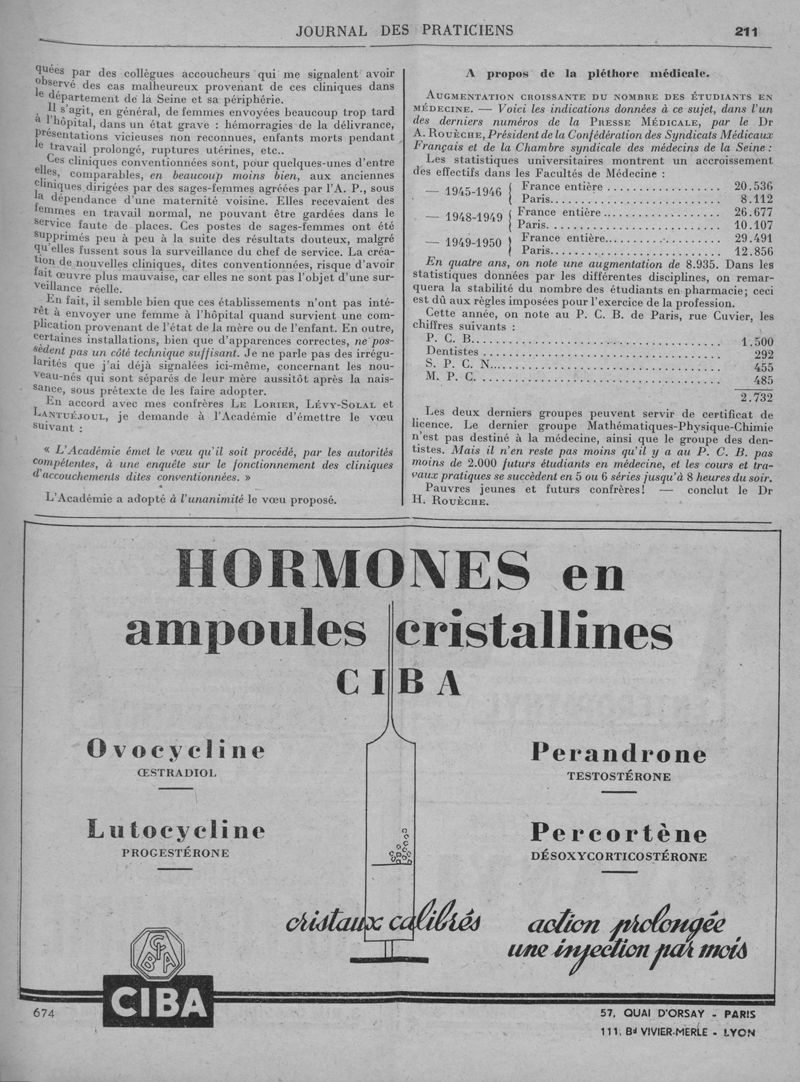 JOURNAL DES PRATICIENS
211
quées par des collègues accoucheurs qui me signalent avoir
observé des cas malheureux provenant de ces cliniques dans
le département de la Seine et sa périphérie.
Il s'agit, en général, de femmes envoyées beaucoup trop tard
à l'hôpital, dans un état grave : hémorragies de la délivrance,
présentations vicieuses non reconnues, enfants morts pendant
le travail prolongé, ruptures utérines, etc..
Ces cliniques conventionnées sont, pour quelques-unes d'entre
elles, comparables, en beaucoup moins bien, aux anciennes
cliniques dirigées par des sages-femmes agréées par l'A. P., sous
la dépendance d'une maternité voisine. Elles recevaient des
femmes en travail normal, ne pouvant être gardées dans le
service faute de places. Ces postes de sages-femmes ont été
supprimés peu à peu à la suite des résultats douteux, malgré
qu'elles fussent sous la surveillance du chef de service. La créa-
tion de nouvelles cliniques, dites conventionnées, risque d'avoir
fait œuvre plus mauvaise, car elles ne sont pas l'objet d'une sur-
veillance réelle.
En fait, il semble bien que ces établissements n'ont pas inté-
rêt à envoyer une femme à l'hôpital quand survient une com-
plication provenant de l'état de la mère ou de l'enfant. En outre,
certaines installations, bien que d'apparences correctes, ne pos-
sèdent pas un côté technique suffisant. Je ne parle pas des irrégu-
larités que j'ai déjà signalées ici-même, concernant les nou-
veau-nés qui sont séparés de leur mère aussitôt après la nais-
sance, sous prétexte de les faire adopter.
En accord avec mes confrères LE LORIER, LÉVY-SOLAL et
LANTUÉJOUL, je demande à l'Académie d'émettre le vœu
suivant :
« L'Académie émet le vœu qu'il soit procédé, par les autorités
compétentes, à une enquête sur le fonctionnement des cliniques
d'accouchements dites conventionnées. »
L'Académie a adopté à l'unanimité le vœu proposé.
A propos de la pléthore médicale.
AUGMENTATION CROISSANTE DU NOMBRE DES ÉTUDIANTS EN
MÉDECINE. — Voici les indications données à ce sujet, dans l'un
des derniers numéros de la PRESSE MÉDICALE, par le Dr
A. ROUÈCHE, Président de la Confédération des Syndicats Médicaux
Français et de la Chambre syndicale des médecins de la Seine :
Les statistiques universitaires montrent un accroissement
des effectifs dans les Facultés de Médecine :
— 1945-1946 { France entière .................. 20.536
Paris............................ 8.112
— 1948-1949 { France entière................... 26.677
Paris............................ 10.107
— 1949-1950 } France entière................... 29.491
Paris............................ 12.856
En quatre ans, on note une augmentation de 8.935. Dans les
statistiques données par les différentes disciplines, on remar-
quera la stabilité du nombre des étudiants en pharmacie; ceci
est dû aux règles imposées pour l'exercice de la profession.
Cette année, on note au P. C. B. de Paris, rue Cuvier, les
chiffres suivants :
P. C. B.......................................... 1.500
Dentistes ....................................... 292
S. P. C. N....................................... 455
M. P. C. ........................................ 485
2.732
Les deux derniers groupes peuvent servir de certificat de
licence. Le dernier groupe Mathématiques-Physique-Chimie
n'est pas destiné à la médecine, ainsi que le groupe des den-
tistes. Mais il n'en reste pas moins qu'il y a au P. C. B. pas
moins de 2.000 futurs étudiants en médecine, et les cours et tra-
vaux pratiques se succèdent en 5 ou 6 séries jusqu'à 8 heures du soir.
Pauvres jeunes et futurs confrères! — conclut le Dr
H. ROUÈCHE.
HORMONES en
ampoules cristallines
CIBA
Ovocycline
ŒSTRADIOL
Lutocycline
PROGESTÉRONE
Perandrone
TESTOSTÉRONE
Percortène
DÉSOXYCORTICOSTÉRONE
cristaux calibrés
action prolongée
une injection par mois
CIBA
CIBA
674
57, QUAI D'ORSAY - PARIS
111, Bd VIVIER-MERLE - LYON